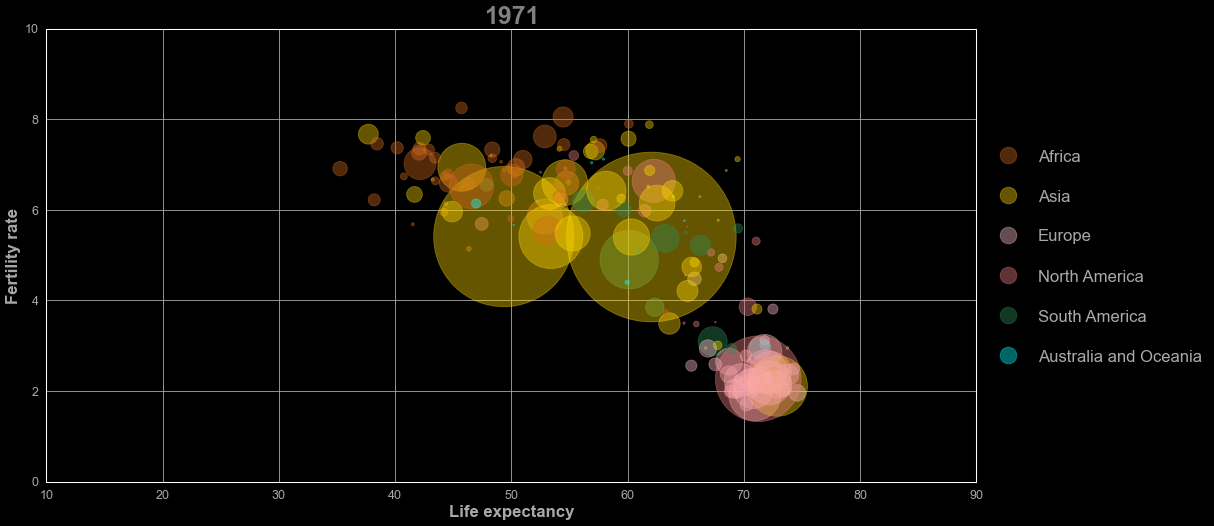 1971
10
8
6
4
2
0
Fertility rate
10 20 30 40 50 60 70 80 90
Life expectancy
Africa
Asia
Europe
North America
South America
Australia and Oceania